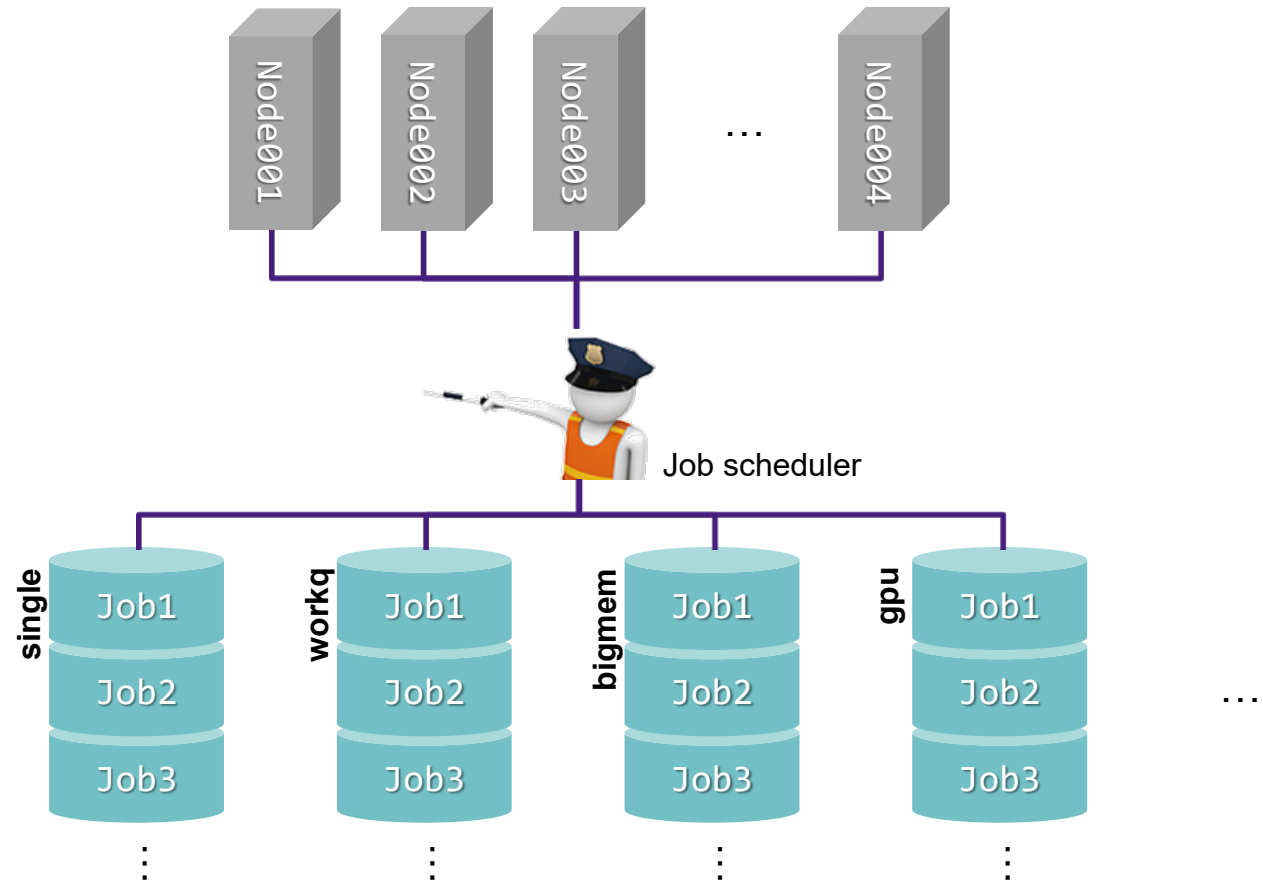 Node001
Node002
Node003
...
Node004
Job scheduler
single
Job1
Job2
Job3
...
workq
Job1
Job2
Job3
...
bigmem
Job1
Job2
Job3
...
gpu
Job1
Job2
Job3
...
...